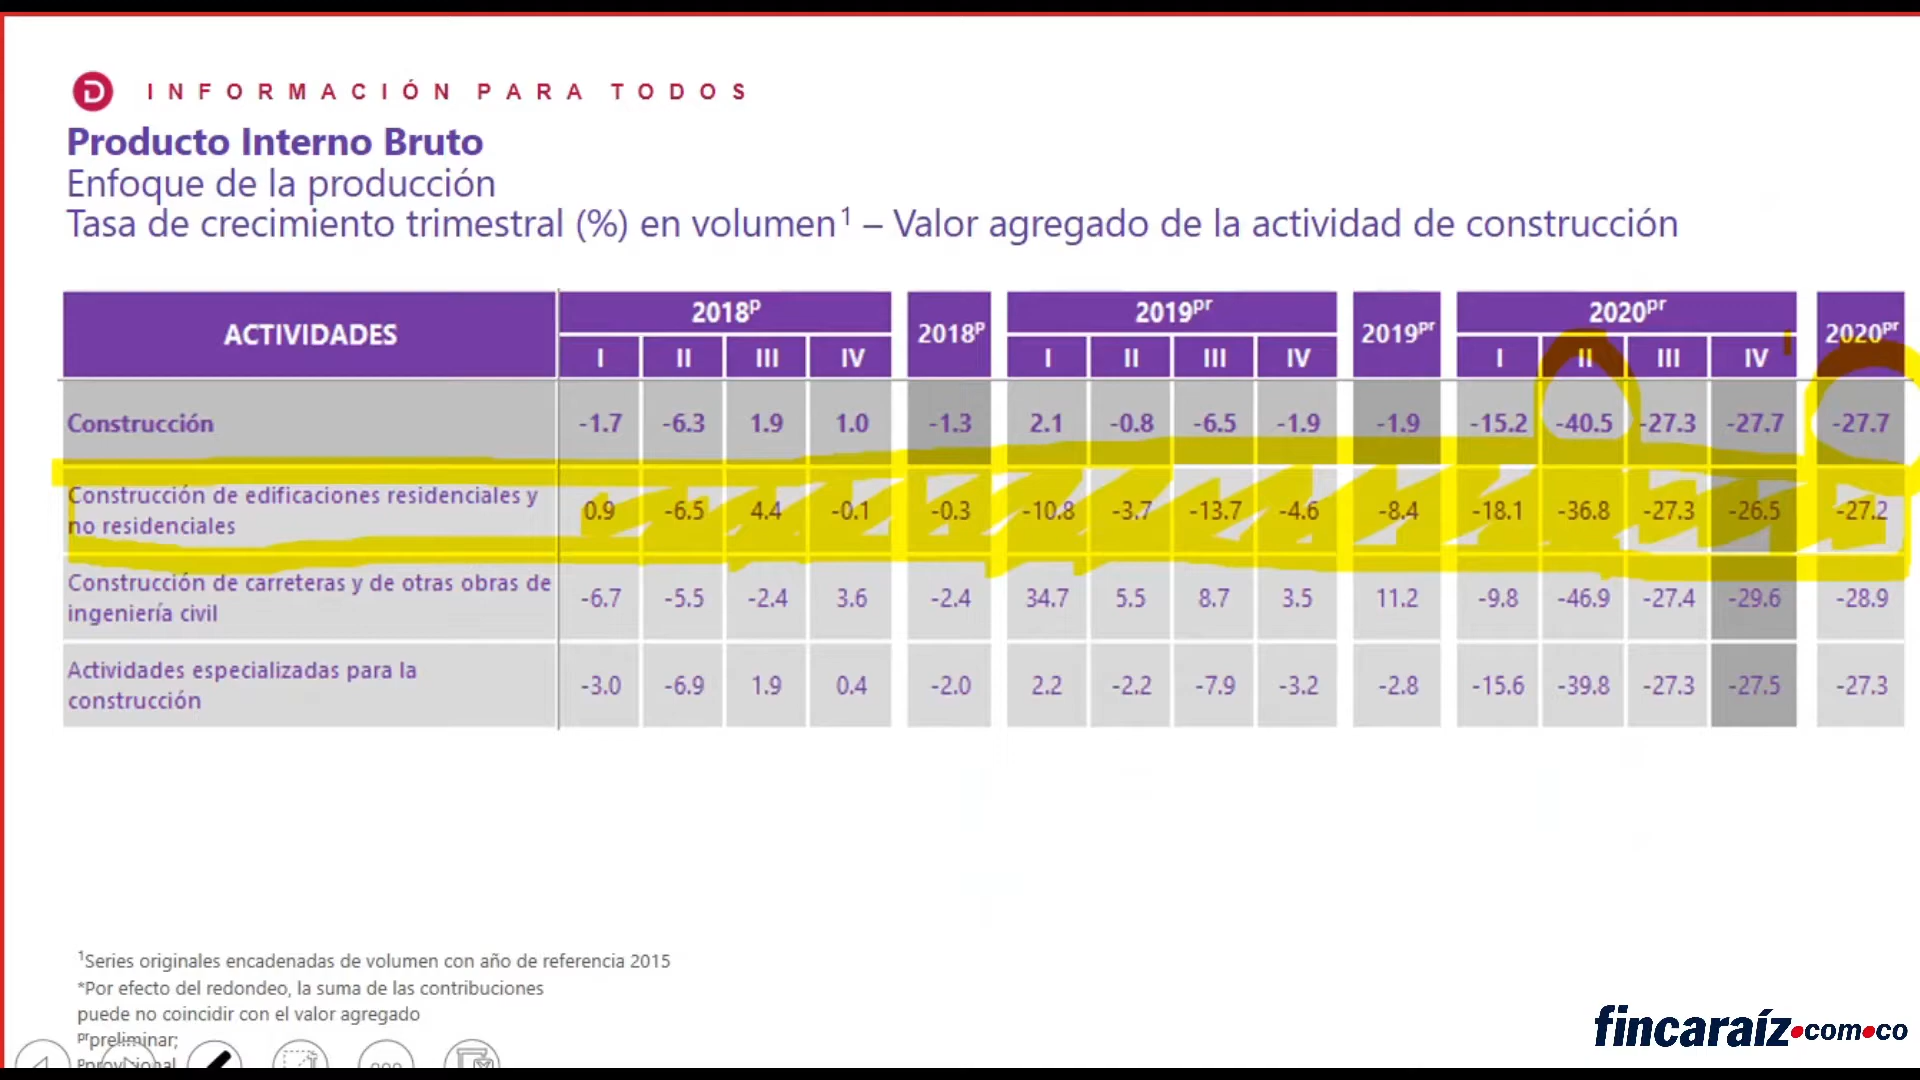 INFORMACIÓN PARA TODOS
Producto Interno Bruto
Enfoque de la producción
Tasa de crecimiento trimestral (%) en volumen¹ – Valor agregado de la actividad de construcción
ACTIVIDADES 2018ᴾ 2018ᴾ 2019ᵖʳ 2019ᵖʳ 2020ᵖʳ 2020ᵖʳ
I II III IV I II III IV I II III IV
Construcción -1.7 -6.3 1.9 1.0 -1.3 2.1 -0.8 -6.5 -1.9 -1.9 -15.2 -40.5 -27.3 -27.7 -27.7
Construcción de edificaciones residenciales y
no residenciales 0.9 -6.5 4.4 -0.1 -0.3 -10.8 -3.7 -13.7 -4.6 -8.4 -18.1 -36.8 -27.3 -26.5 -27.2
Construcción de carreteras y de otras obras de
ingeniería civil -6.7 -5.5 -2.4 3.6 -2.4 34.7 5.5 8.7 3.5 11.2 -9.8 -46.9 -27.4 -29.6 -28.9
Actividades especializadas para la
construcción -3.0 -6.9 1.9 0.4 -2.0 2.2 -2.2 -7.9 -3.2 -2.8 -15.6 -39.8 -27.3 -27.5 -27.3
¹Series originales encadenadas de volumen con año de referencia 2015
*Por efecto del redondeo, la suma de las contribuciones
puede no coincidir con el valor agregado
ᵖʳpreliminar;
ᵖprovisional
fincaraíz.com.co